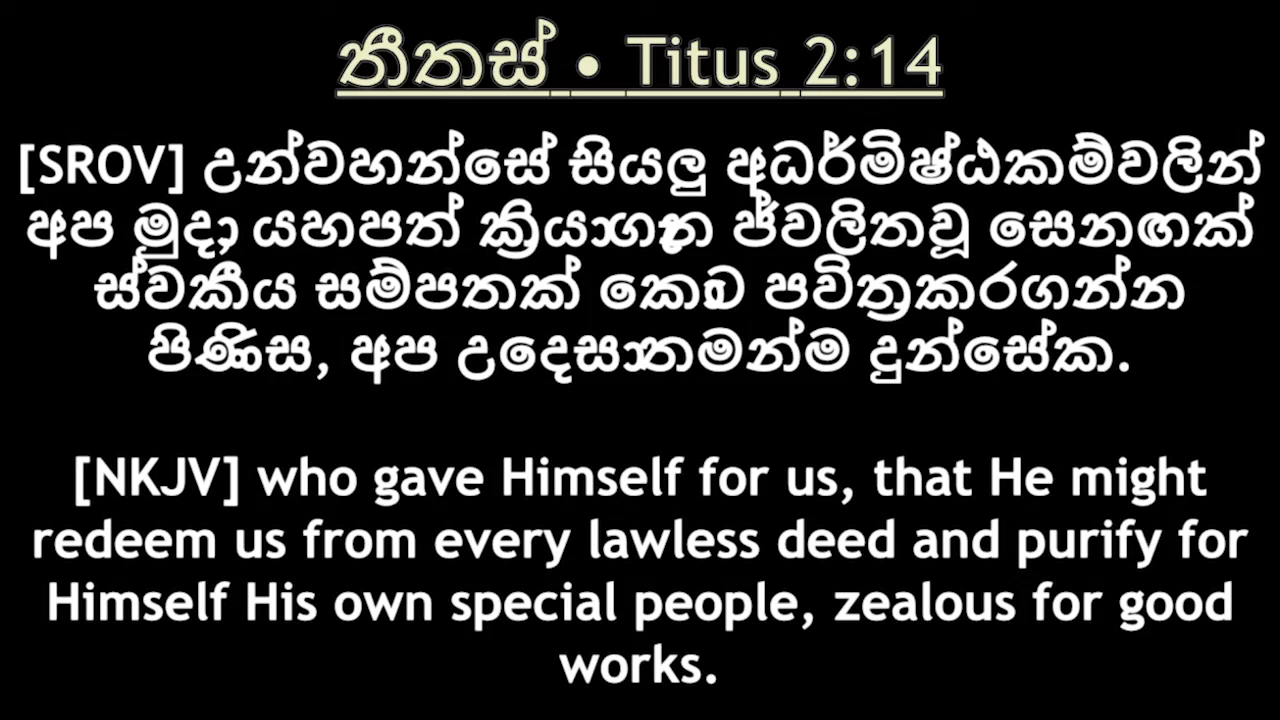 තීතස් • Titus 2:14
[SROV] උන්වහන්සේ සියලු අධර්මිෂ්ඨකම්වලින්
අප මුදා, යහපත් ක්‍රියාගැන ජ්වලිතවූ සෙනඟක්
ස්වකීය සම්පතක් කොට පවිත්‍රකරගන්න
පිණිස, අප උදෙසා තමන්ම දුන්සේක.
[NKJV] who gave Himself for us, that He might
redeem us from every lawless deed and purify for
Himself His own special people, zealous for good
works.